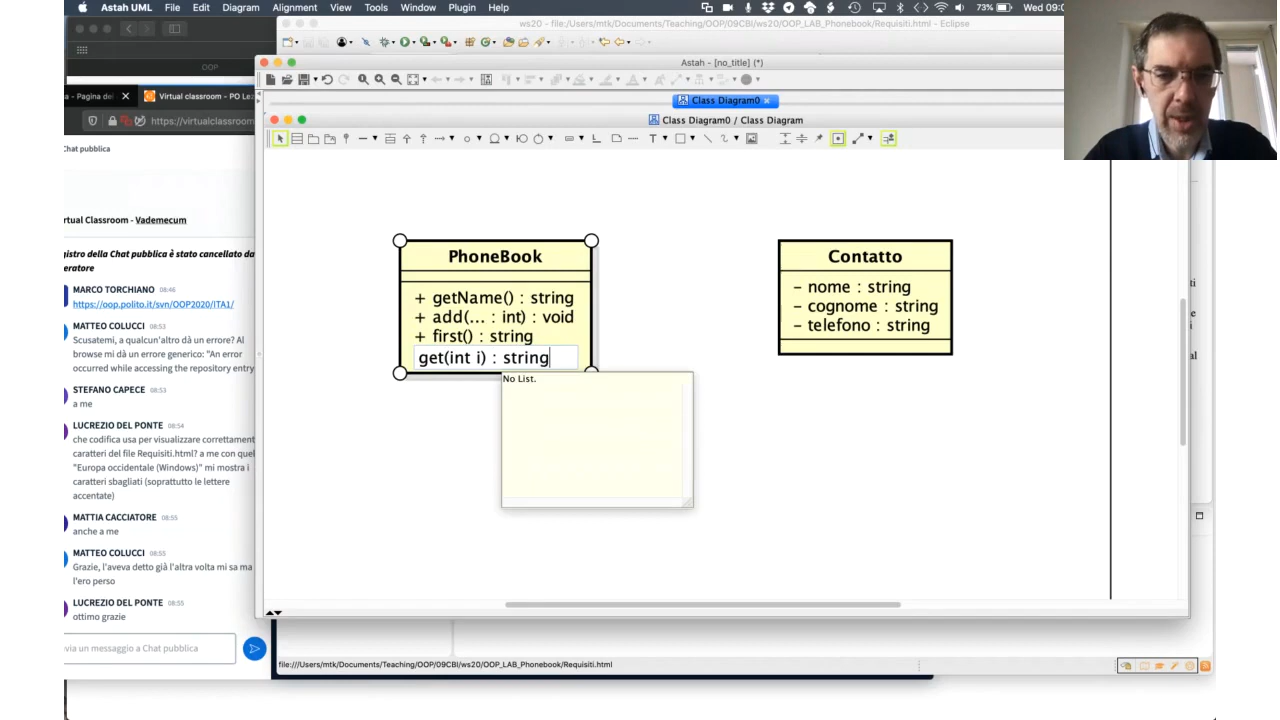 Astah UML File Edit Diagram Alignment View Tools Window Plugin Help 73% Wed 09:0
ws20 - file:/Users/mtk/Documents/Teaching/OOP/09CBI/ws20/OOP_LAB_Phonebook/Requisiti.html - Eclipse
OOP
Astah - [no_title] (*)
a - Pagina del
Virtual classroom - PO Le
Class Diagram0
https://virtualclassroom
Class Diagram0 / Class Diagram
Chat pubblica
rtual Classroom - Vademecum
gistro della Chat pubblica è stato cancellato da
eratore
MARCO TORCHIANO 08:46
https://oop.polito.it/svn/OOP2020/ITA1/
MATTEO COLUCCI 08:53
Scusatemi, a qualcun'altro dà un errore? Al
browse mi dà un errore generico: "An error
occurred while accessing the repository entry
STEFANO CAPECE 08:53
a me
LUCREZIO DEL PONTE 08:54
che codifica usa per visualizzare correttament
caratteri del file Requisiti.html? a me con quel
"Europa occidentale (Windows)" mi mostra i
caratteri sbagliati (soprattutto le lettere
accentate)
MATTIA CACCIATORE 08:55
anche a me
MATTEO COLUCCI 08:55
Grazie, l'aveva detto già l'altra volta mi sa ma
l'ero perso
LUCREZIO DEL PONTE 08:55
ottimo grazie
via un messaggio a Chat pubblica
PhoneBook
+ getName() : string
+ add(... : int) : void
+ first() : string
get(int i) : string
No List.
Contatto
– nome : string
– cognome : string
– telefono : string
ti
e
i
al
file:///Users/mtk/Documents/Teaching/OOP/09CBI/ws20/OOP_LAB_Phonebook/Requisiti.html